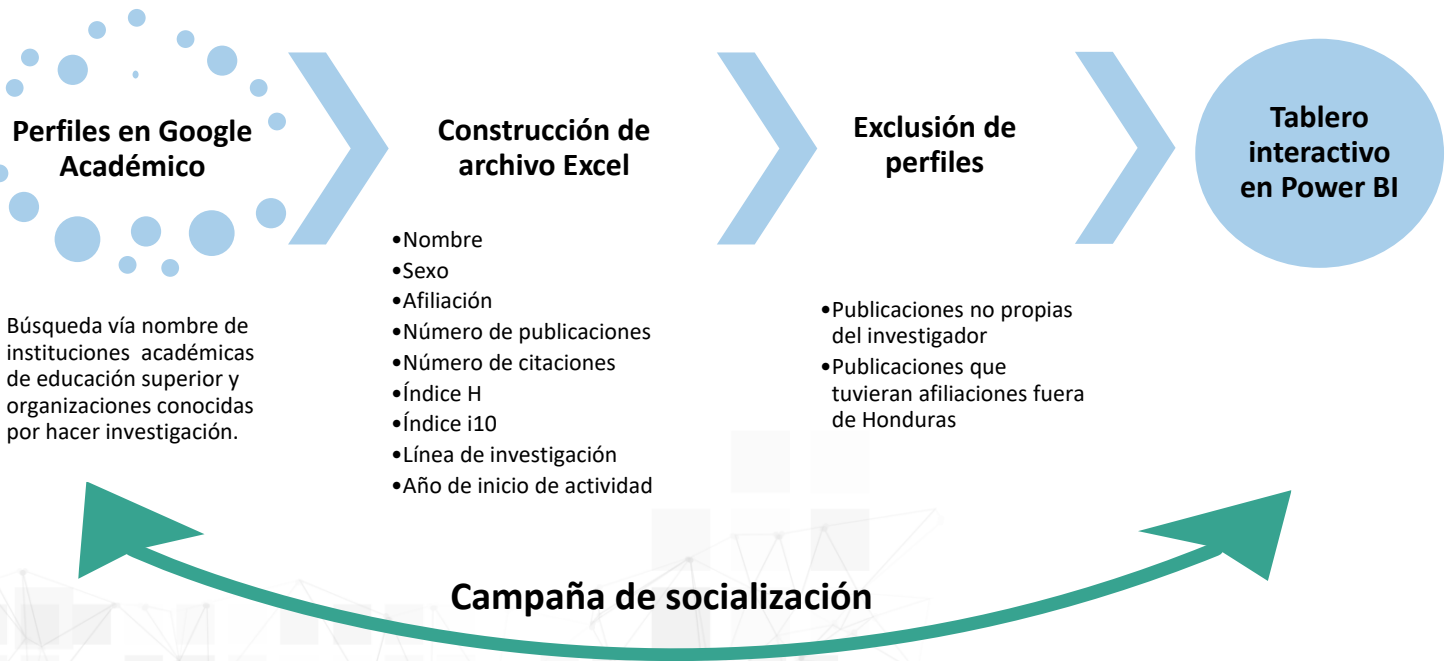 Perfiles en Google
Académico
Búsqueda vía nombre de
instituciones académicas
de educación superior y
organizaciones conocidas
por hacer investigación.
Construcción de
archivo Excel
•Nombre
•Sexo
•Afiliación
•Número de publicaciones
•Número de citaciones
•Índice H
•Índice i10
•Línea de investigación
•Año de inicio de actividad
Exclusión de
perfiles
•Publicaciones no propias
del investigador
•Publicaciones que
tuvieran afiliaciones fuera
de Honduras
Tablero
interactivo
en Power BI
Campaña de socialización